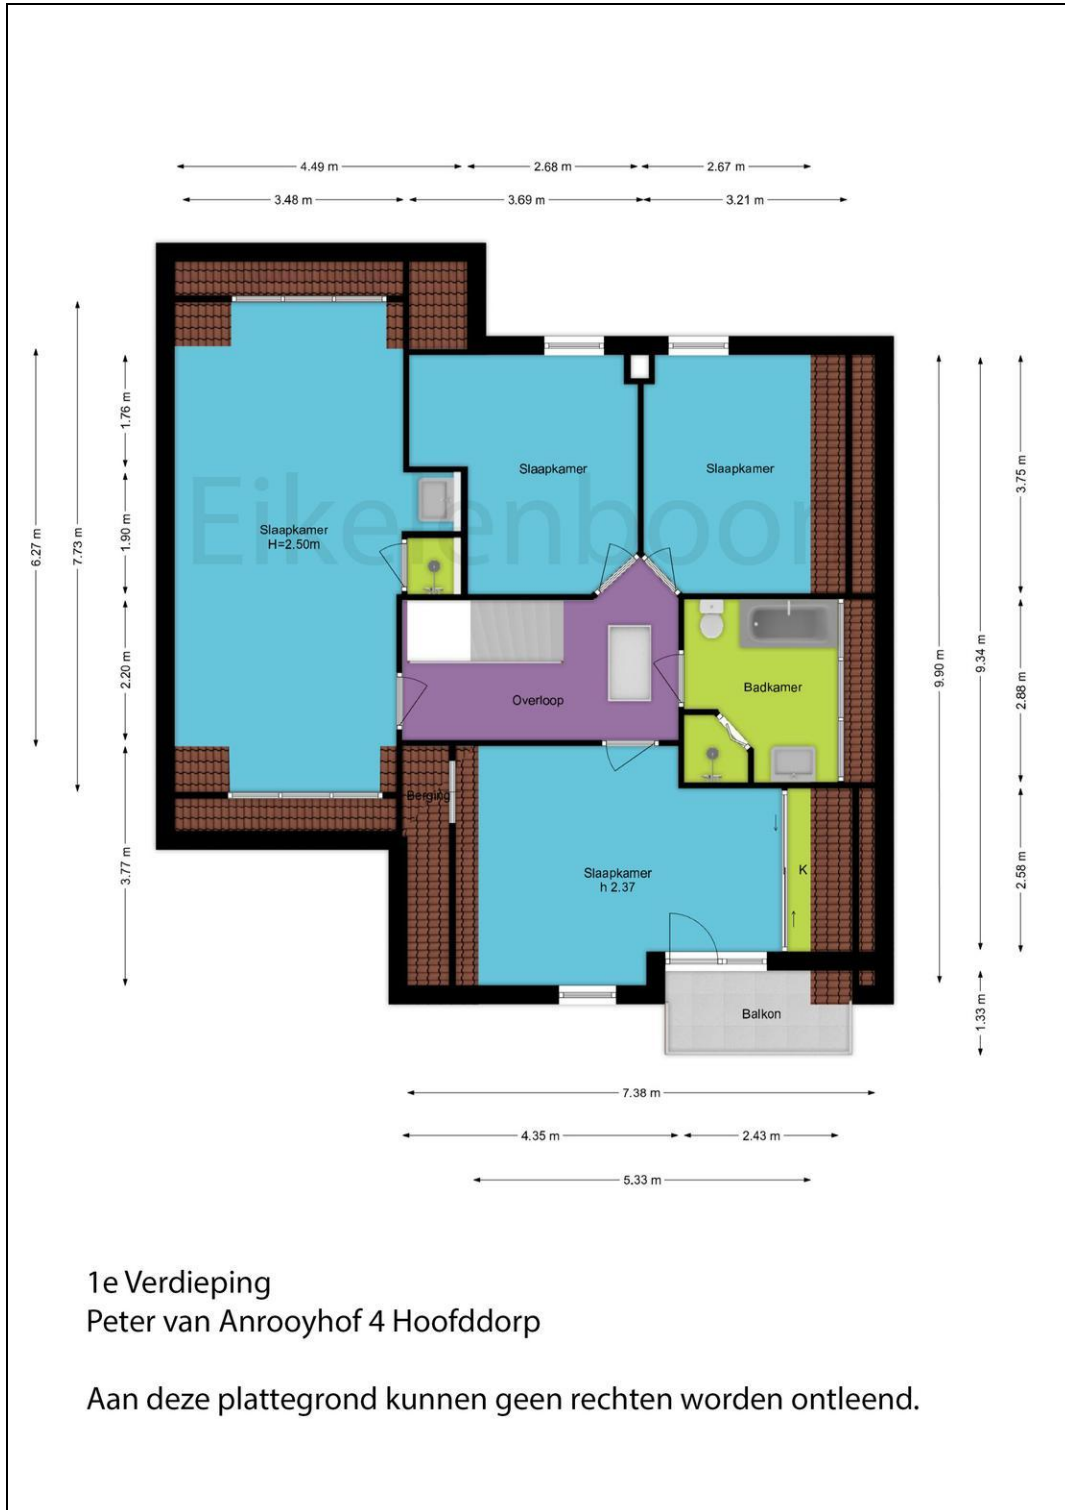 4.49 m
2.68 m
2.67 m
3.48 m
3.69 m
3.21 m
6.27 m
7.73 m
1.76 m
1.90 m
2.20 m
3.77 m
Slaapkamer
H=2.50m
Slaapkamer
Slaapkamer
Overloop
Badkamer
Berging
Slaapkamer
h 2.37
K
Balkon
9.90 m
9.34 m
3.75 m
2.88 m
2.58 m
1.33 m
7.38 m
4.35 m
2.43 m
5.33 m
Eikelenboom
1e Verdieping
Peter van Anrooyhof 4 Hoofddorp
Aan deze plattegrond kunnen geen rechten worden ontleend.